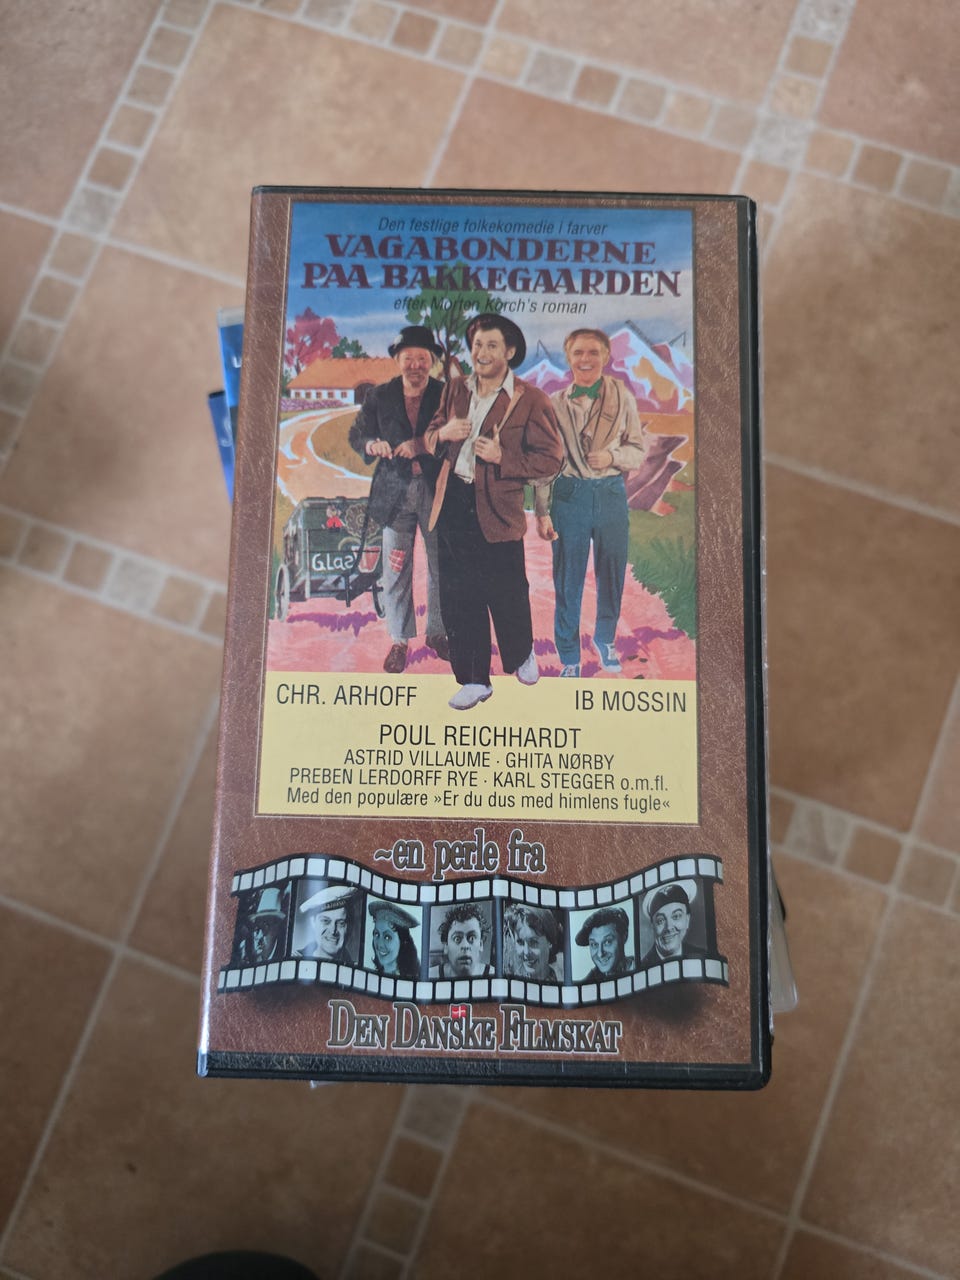 Den festlige folkekomedie i farver
VAGABONDERNE
PAA BAKKEGAARDEN
efter Morten Korch's roman
Glas
CHR. ARHOFF
IB MOSSIN
POUL REICHHARDT
ASTRID VILLAUME · GHITA NØRBY
PREBEN LERDORFF RYE · KARL STEGGER o.m.fl.
Med den populære »Er du dus med himlens fugle«
~en perle fra
DEN DANSKE FILMSKAT